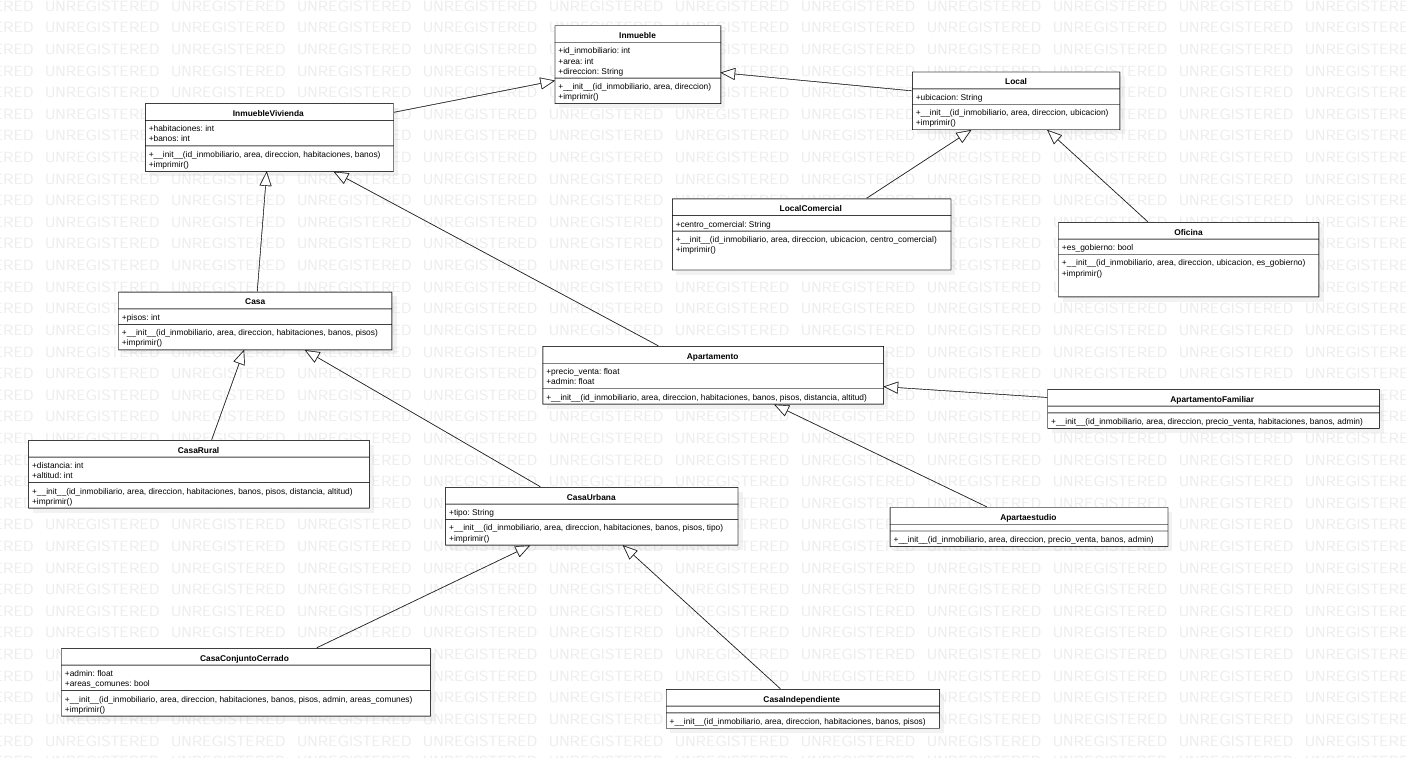 Inmueble
+id_inmobiliario: int
+area: int
+direccion: String
+__init__(id_inmobiliario, area, direccion)
+imprimir()
Local
+ubicacion: String
+__init__(id_inmobiliario, area, direccion, ubicacion)
+imprimir()
InmuebleVivienda
+habitaciones: int
+banos: int
+__init__(id_inmobiliario, area, direccion, habitaciones, banos)
+imprimir()
LocalComercial
+centro_comercial: String
+__init__(id_inmobiliario, area, direccion, ubicacion, centro_comercial)
+imprimir()
Oficina
+es_gobierno: bool
+__init__(id_inmobiliario, area, direccion, ubicacion, es_gobierno)
+imprimir()
Casa
+pisos: int
+__init__(id_inmobiliario, area, direccion, habitaciones, banos, pisos)
+imprimir()
Apartamento
+precio_venta: float
+admin: float
+__init__(id_inmobiliario, area, direccion, habitaciones, banos, pisos, distancia, altitud)
ApartamentoFamiliar
+__init__(id_inmobiliario, area, direccion, precio_venta, habitaciones, banos, admin)
CasaRural
+distancia: int
+altitud: int
+__init__(id_inmobiliario, area, direccion, habitaciones, banos, pisos, distancia, altitud)
+imprimir()
CasaUrbana
+tipo: String
+__init__(id_inmobiliario, area, direccion, habitaciones, banos, pisos, tipo)
+imprimir()
Apartaestudio
+__init__(id_inmobiliario, area, direccion, precio_venta, banos, admin)
CasaConjuntoCerrado
+admin: float
+areas_comunes: bool
+__init__(id_inmobiliario, area, direccion, habitaciones, banos, pisos, admin, areas_comunes)
+imprimir()
CasaIndependiente
+__init__(id_inmobiliario, area, direccion, habitaciones, banos, pisos)
UNREGISTERED